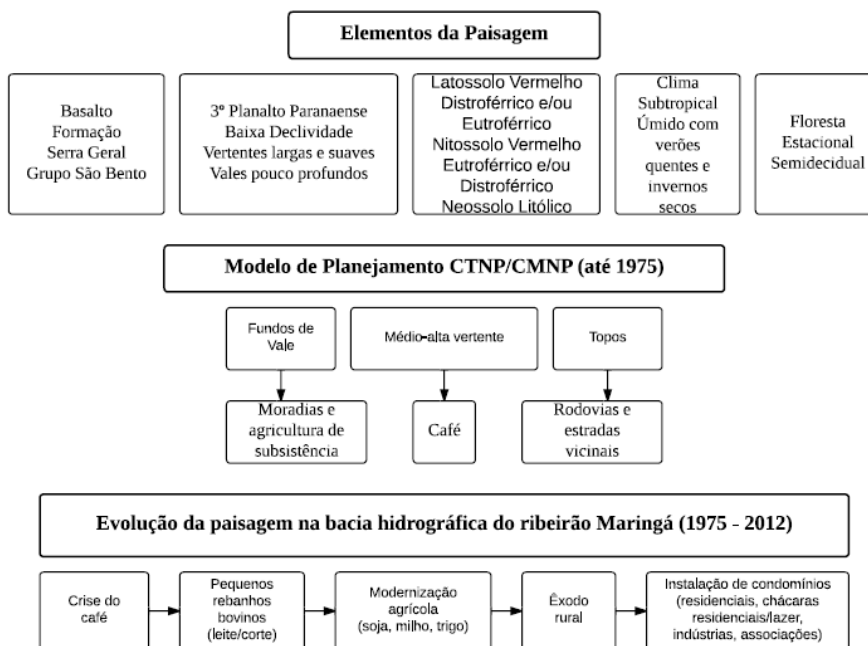 Elementos da Paisagem
Basalto
Formação
Serra Geral
Grupo São Bento
3º Planalto Paranaense
Baixa Declividade
Vertentes largas e suaves
Vales pouco profundos
Latossolo Vermelho
Distroférrico e/ou
Eutroférrico
Nitossolo Vermelho
Eutroférrico e/ou
Distroférrico
Neossolo Litólico
Clima
Subtropical
Úmido com
verões
quentes e
invernos
secos
Floresta
Estacional
Semidecidual
Modelo de Planejamento CTNP/CMNP (até 1975)
Fundos de
Vale
Médio-alta vertente
Topos
Moradias e
agricultura de
subsistência
Café
Rodovias e
estradas
vicinais
Evolução da paisagem na bacia hidrográfica do ribeirão Maringá (1975 - 2012)
Crise do
café
Pequenos
rebanhos
bovinos
(leite/corte)
Modernização
agrícola
(soja, milho, trigo)
Êxodo
rural
Instalação de condomínios
(residenciais, chácaras
residenciais/lazer,
indústrias, associações)